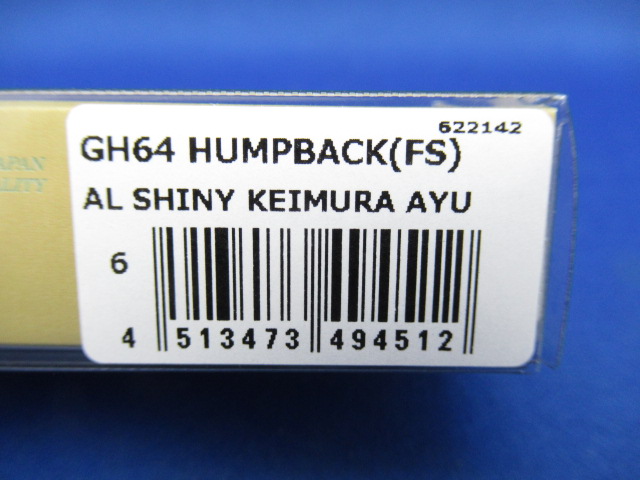 622142
GH64 HUMPBACK(FS)
AL SHINY KEIMURA AYU
6
4 513473 494512